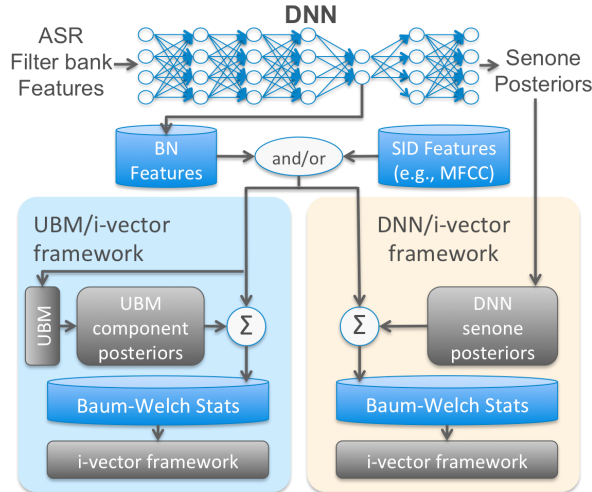 DNN
ASR
Filter bank
Features
Senone
Posteriors
BN
Features
and/or
SID Features
(e.g., MFCC)
UBM/i-vector
framework
DNN/i-vector
framework
UBM
UBM
component
posteriors
Σ
Σ
DNN
senone
posteriors
Baum-Welch Stats
Baum-Welch Stats
i-vector framework
i-vector framework